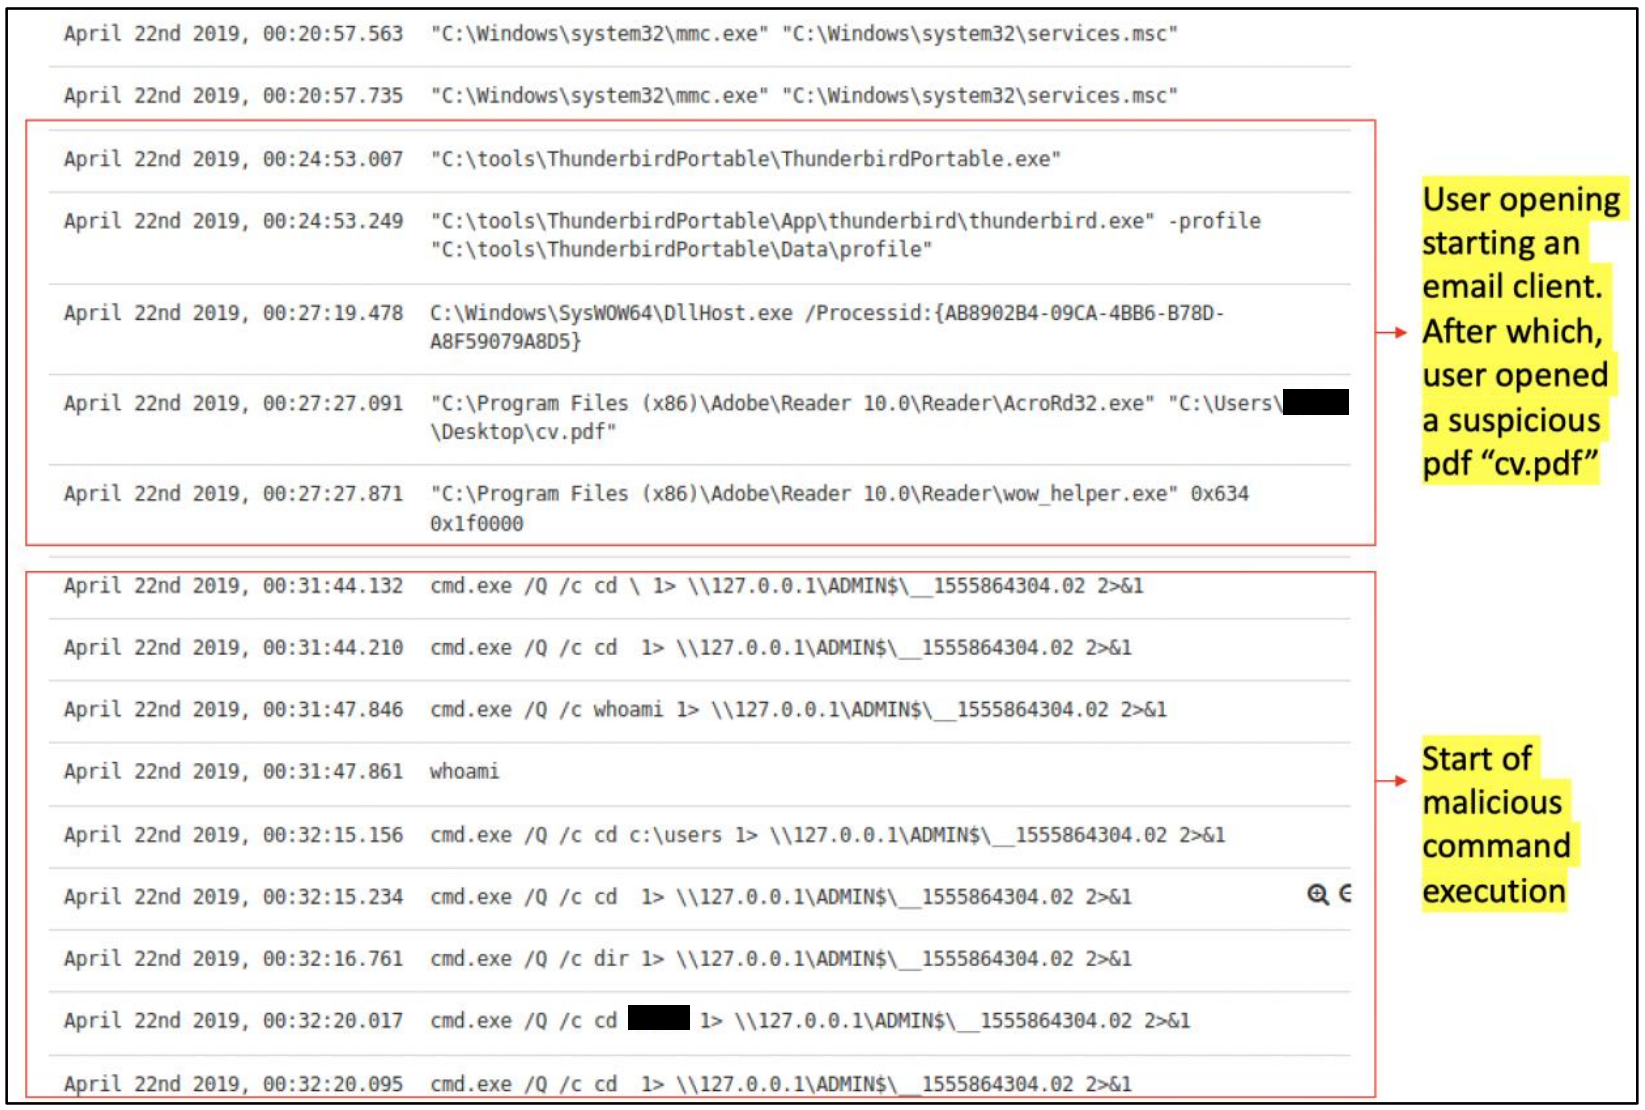 April 22nd 2019, 00:20:57.563 "C:\Windows\system32\mmc.exe" "C:\Windows\system32\services.msc"
April 22nd 2019, 00:20:57.735 "C:\Windows\system32\mmc.exe" "C:\Windows\system32\services.msc"
April 22nd 2019, 00:24:53.007 "C:\tools\ThunderbirdPortable\ThunderbirdPortable.exe"
April 22nd 2019, 00:24:53.249 "C:\tools\ThunderbirdPortable\App\thunderbird\thunderbird.exe" -profile
"C:\tools\ThunderbirdPortable\Data\profile"
April 22nd 2019, 00:27:19.478 C:\Windows\SysWOW64\DllHost.exe /Processid:{AB8902B4-09CA-4BB6-B78D-
A8F59079A8D5}
April 22nd 2019, 00:27:27.091 "C:\Program Files (x86)\Adobe\Reader 10.0\Reader\AcroRd32.exe" "C:\Users\
\Desktop\cv.pdf"
April 22nd 2019, 00:27:27.871 "C:\Program Files (x86)\Adobe\Reader 10.0\Reader\wow_helper.exe" 0x634
0x1f0000
User opening
starting an
email client.
After which,
user opened
a suspicious
pdf “cv.pdf”
April 22nd 2019, 00:31:44.132 cmd.exe /Q /c cd \ 1> \\127.0.0.1\ADMIN$\__1555864304.02 2>&1
April 22nd 2019, 00:31:44.210 cmd.exe /Q /c cd  1> \\127.0.0.1\ADMIN$\__1555864304.02 2>&1
April 22nd 2019, 00:31:47.846 cmd.exe /Q /c whoami 1> \\127.0.0.1\ADMIN$\__1555864304.02 2>&1
April 22nd 2019, 00:31:47.861 whoami
April 22nd 2019, 00:32:15.156 cmd.exe /Q /c cd c:\users 1> \\127.0.0.1\ADMIN$\__1555864304.02 2>&1
April 22nd 2019, 00:32:15.234 cmd.exe /Q /c cd  1> \\127.0.0.1\ADMIN$\__1555864304.02 2>&1
April 22nd 2019, 00:32:16.761 cmd.exe /Q /c dir 1> \\127.0.0.1\ADMIN$\__1555864304.02 2>&1
April 22nd 2019, 00:32:20.017 cmd.exe /Q /c cd 1> \\127.0.0.1\ADMIN$\__1555864304.02 2>&1
April 22nd 2019, 00:32:20.095 cmd.exe /Q /c cd  1> \\127.0.0.1\ADMIN$\__1555864304.02 2>&1
Start of
malicious
command
execution